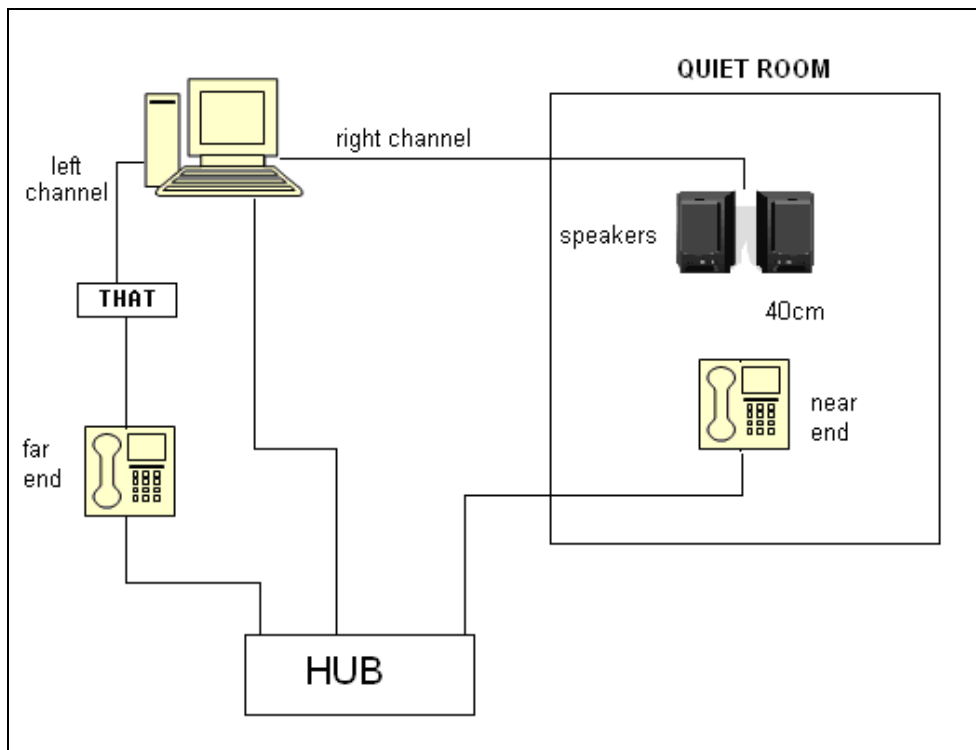 QUIET ROOM
right channel
left
channel
speakers
THAT
40cm
near
end
far
end
HUB